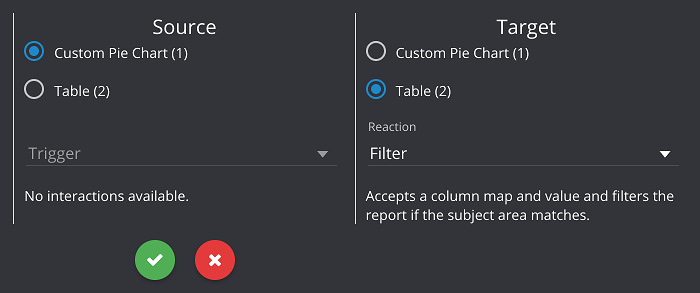 Source
Custom Pie Chart (1)
Table (2)
Trigger
No interactions available.
Target
Custom Pie Chart (1)
Table (2)
Reaction
Filter
Accepts a column map and value and filters the
report if the subject area matches.